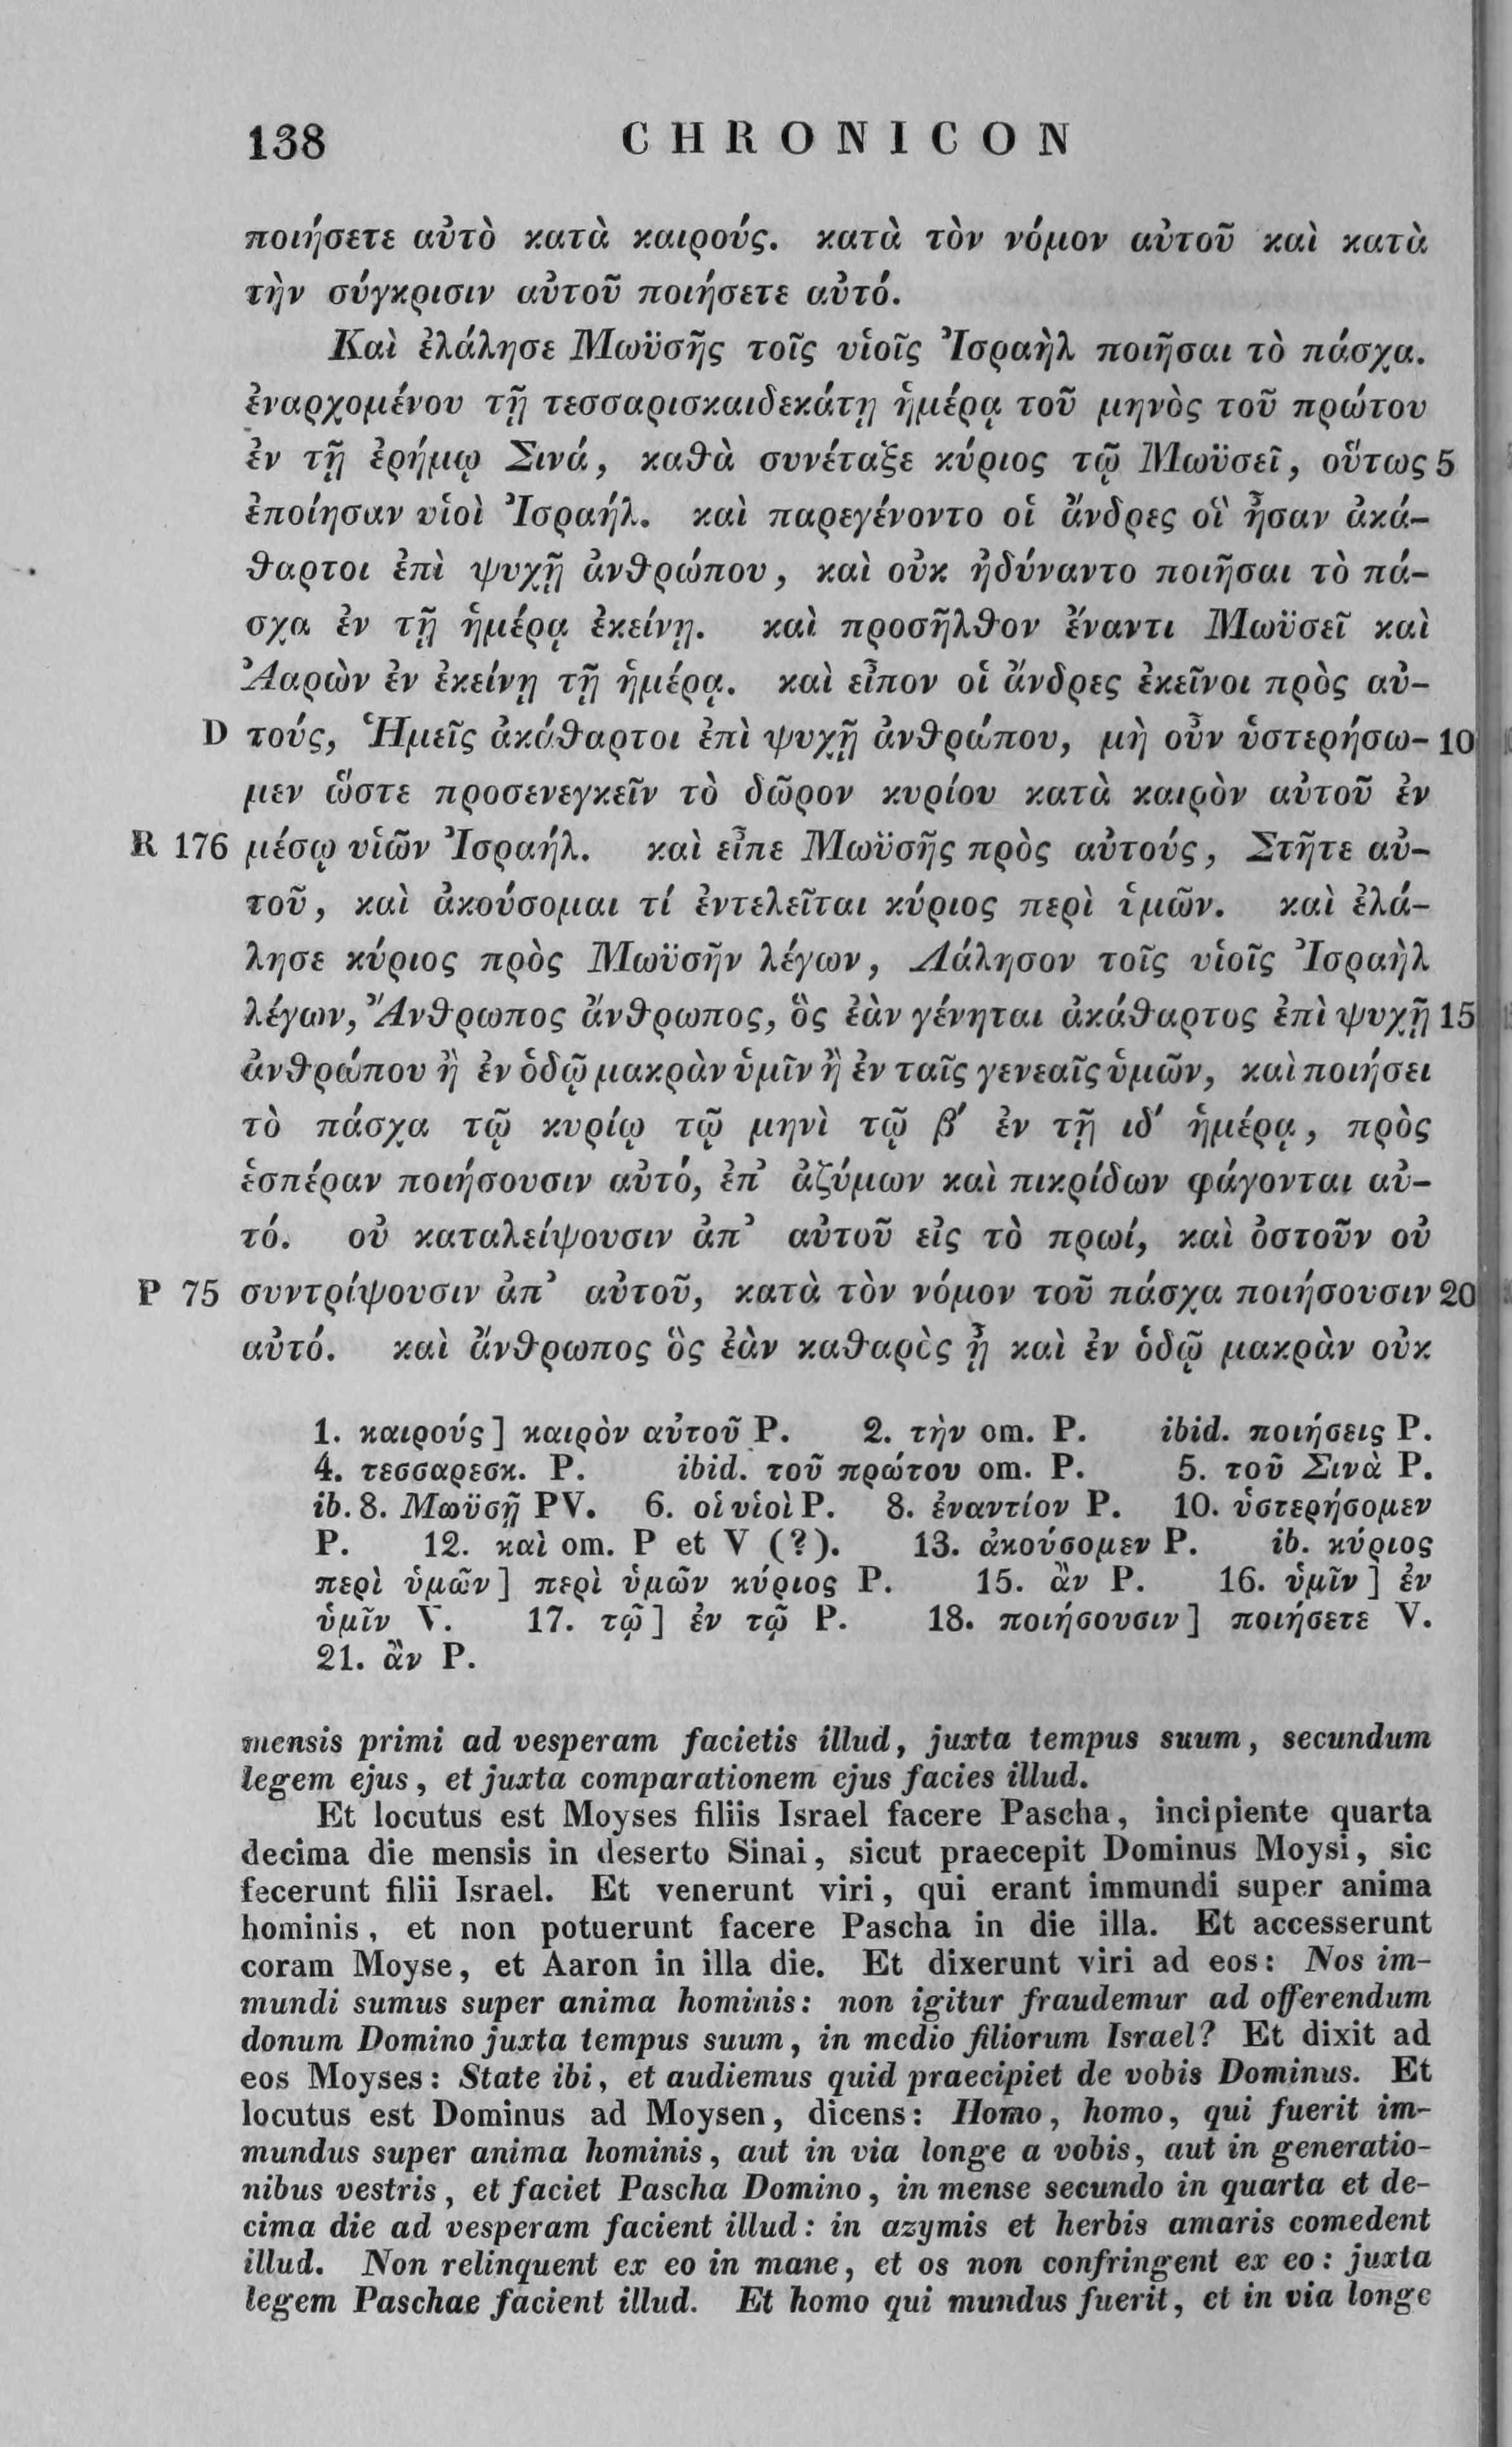 138 CHRONICON
ποιήσετε αὐτὸ κατὰ καιρούς. κατὰ τὸν νόμον αὐτοῦ καὶ κατὰ
τὴν σύγκρισιν αὐτοῦ ποιήσετε αὐτό.
Καὶ ἐλάλησε Μωϋσῆς τοῖς υἱοῖς Ἰσραὴλ ποιῆσαι τὸ πάσχα.
ἐναρχομένου τῇ τεσσαρισκαιδεκάτῃ ἡμέρᾳ τοῦ μηνὸς τοῦ πρώτου
ἐν τῇ ἐρήμῳ Σινά, καθὰ συνέταξε κύριος τῷ Μωϋσεῖ, οὕτως 5
ἐποίησαν υἱοὶ Ἰσραήλ. καὶ παρεγένοντο οἱ ἄνδρες οἳ ἦσαν ἀκά-
θαρτοι ἐπὶ ψυχῇ ἀνθρώπου, καὶ οὐκ ἠδύναντο ποιῆσαι τὸ πά-
σχα ἐν τῇ ἡμέρᾳ ἐκείνῃ. καὶ προσῆλθον ἔναντι Μωϋσεῖ καὶ
Ἀαρὼν ἐν ἐκείνῃ τῇ ἡμέρᾳ. καὶ εἶπον οἱ ἄνδρες ἐκεῖνοι πρὸς αὐ-
D τούς, Ἡμεῖς ἀκάθαρτοι ἐπὶ ψυχῇ ἀνθρώπου, μὴ οὖν ὑστερήσω- 10
μεν ὥστε προσενεγκεῖν τὸ δῶρον κυρίου κατὰ καιρὸν αὐτοῦ ἐν
R 176 μέσῳ υἱῶν Ἰσραήλ. καὶ εἶπε Μωϋσῆς πρὸς αὐτούς, Στῆτε αὐ-
τοῦ, καὶ ἀκούσομαι τί ἐντελεῖται κύριος περὶ ὑμῶν. καὶ ἐλά-
λησε κύριος πρὸς Μωϋσῆν λέγων, Λάλησον τοῖς υἱοῖς Ἰσραὴλ
λέγων, Ἄνθρωπος ἄνθρωπος, ὃς ἐὰν γένηται ἀκάθαρτος ἐπὶ ψυχῇ 15
ἀνθρώπου ἢ ἐν ὁδῷ μακρὰν ὑμῖν ἢ ἐν ταῖς γενεαῖς ὑμῶν, καὶ ποιήσει
τὸ πάσχα τῷ κυρίῳ τῷ μηνὶ τῷ β′ ἐν τῇ ιδ′ ἡμέρᾳ, πρὸς
ἑσπέραν ποιήσουσιν αὐτό, ἐπ’ ἀζύμων καὶ πικρίδων φάγονται αὐ-
τό. οὐ καταλείψουσιν ἀπ’ αὐτοῦ εἰς τὸ πρωί, καὶ ὀστοῦν οὐ
P 75 συντρίψουσιν ἀπ’ αὐτοῦ, κατὰ τὸν νόμον τοῦ πάσχα ποιήσουσιν 20
αὐτό. καὶ ἄνθρωπος ὃς ἐὰν καθαρὸς ᾖ καὶ ἐν ὁδῷ μακρὰν οὐκ
1. καιρούς] καιρὸν αὐτοῦ P. 2. τὴν om. P. ibid. ποιήσεις P.
4. τεσσαρεσκ. P. ibid. τοῦ πρώτου om. P. 5. τοῦ Σινὰ P.
ib. 8. Μωϋσῇ PV. 6. οἱ υἱοὶ P. 8. ἐναντίον P. 10. ὑστερήσομεν
P. 12. καὶ om. P et V (?). 13. ἀκούσομεν P. ib. κύριος
περὶ ὑμῶν] περὶ ὑμῶν κύριος P. 15. ἂν P. 16. ὑμῖν] ἐν
ὑμῖν V. 17. τῷ] ἐν τῷ P. 18. ποιήσουσιν] ποιήσετε V.
21. ἂν P.
mensis primi ad vesperam facietis illud, juxta tempus suum, secundum
legem ejus, et juxta comparationem ejus facies illud.
Et locutus est Moyses filiis Israel facere Pascha, incipiente quarta
decima die mensis in deserto Sinai, sicut praecepit Dominus Moysi, sic
fecerunt filii Israel. Et venerunt viri, qui erant immundi super anima
hominis, et non potuerunt facere Pascha in die illa. Et accesserunt
coram Moyse, et Aaron in illa die. Et dixerunt viri ad eos: Nos im-
mundi sumus super anima hominis: non igitur fraudemur ad offerendum
donum Domino juxta tempus suum, in medio filiorum Israel? Et dixit ad
eos Moyses: State ibi, et audiemus quid praecipiet de vobis Dominus. Et
locutus est Dominus ad Moysen, dicens: Homo, homo, qui fuerit im-
mundus super anima hominis, aut in via longe a vobis, aut in generatio-
nibus vestris, et faciet Pascha Domino, in mense secundo in quarta et de-
cima die ad vesperam facient illud: in azymis et herbis amaris comedent
illud. Non relinquent ex eo in mane, et os non confringent ex eo: juxta
legem Paschae facient illud. Et homo qui mundus fuerit, et in via longe